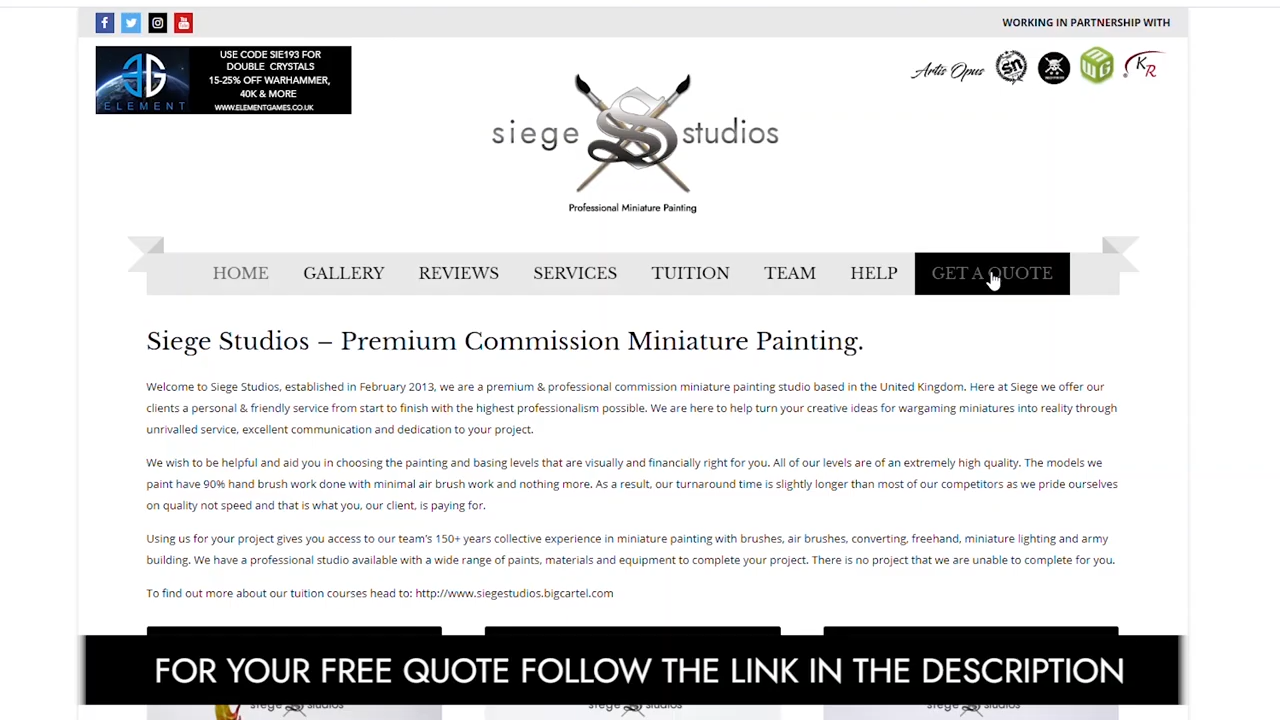 WORKING IN PARTNERSHIP WITH
USE CODE SIE193 FOR
DOUBLE CRYSTALS
15-25% OFF WARHAMMER,
40K & MORE
WWW.ELEMENTGAMES.CO.UK
ELEMENT
Artis Opus
KR
siege S studios
Professional Miniature Painting
HOME GALLERY REVIEWS SERVICES TUITION TEAM HELP GET A QUOTE
Siege Studios – Premium Commission Miniature Painting.
Welcome to Siege Studios, established in February 2013, we are a premium & professional commission miniature painting studio based in the United Kingdom. Here at Siege we offer our
clients a personal & friendly service from start to finish with the highest professionalism possible. We are here to help turn your creative ideas for wargaming miniatures into reality through
unrivalled service, excellent communication and dedication to your project.
We wish to be helpful and aid you in choosing the painting and basing levels that are visually and financially right for you. All of our levels are of an extremely high quality. The models we
paint have 90% hand brush work done with minimal air brush work and nothing more. As a result, our turnaround time is slightly longer than most of our competitors as we pride ourselves
on quality not speed and that is what you, our client, is paying for.
Using us for your project gives you access to our team's 150+ years collective experience in miniature painting with brushes, air brushes, converting, freehand, miniature lighting and army
building. We have a professional studio available with a wide range of paints, materials and equipment to complete your project. There is no project that we are unable to complete for you.
To find out more about our tuition courses head to: http://www.siegestudios.bigcartel.com
FOR YOUR FREE QUOTE FOLLOW THE LINK IN THE DESCRIPTION